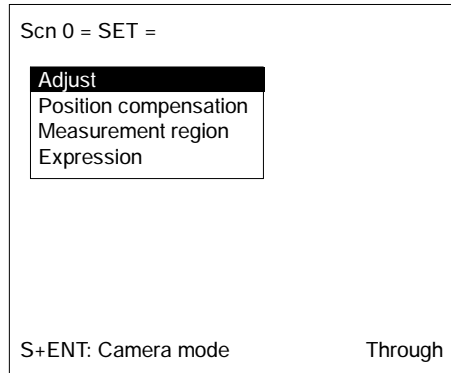 Scn 0 = SET =
Adjust
Position compensation
Measurement region
Expression
S+ENT: Camera mode Through